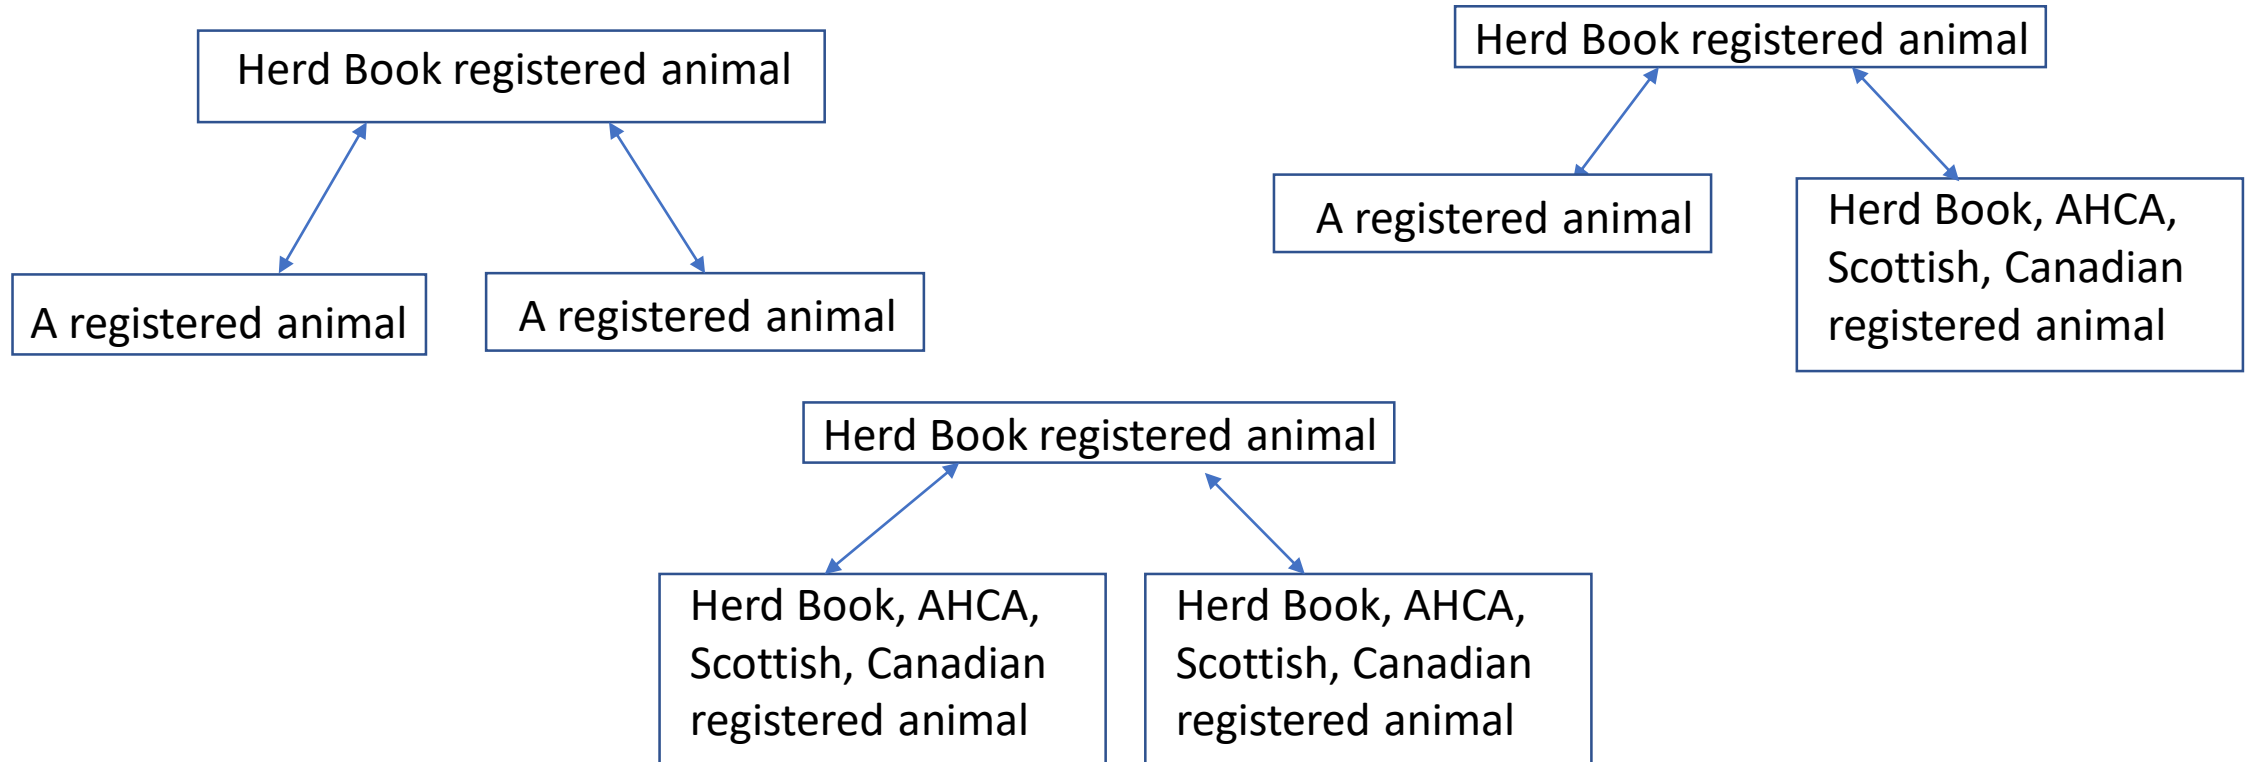 Herd Book registered animal
A registered animal
A registered animal
Herd Book registered animal
A registered animal
Herd Book, AHCA,
Scottish, Canadian
registered animal
Herd Book registered animal
Herd Book, AHCA,
Scottish, Canadian
registered animal
Herd Book, AHCA,
Scottish, Canadian
registered animal